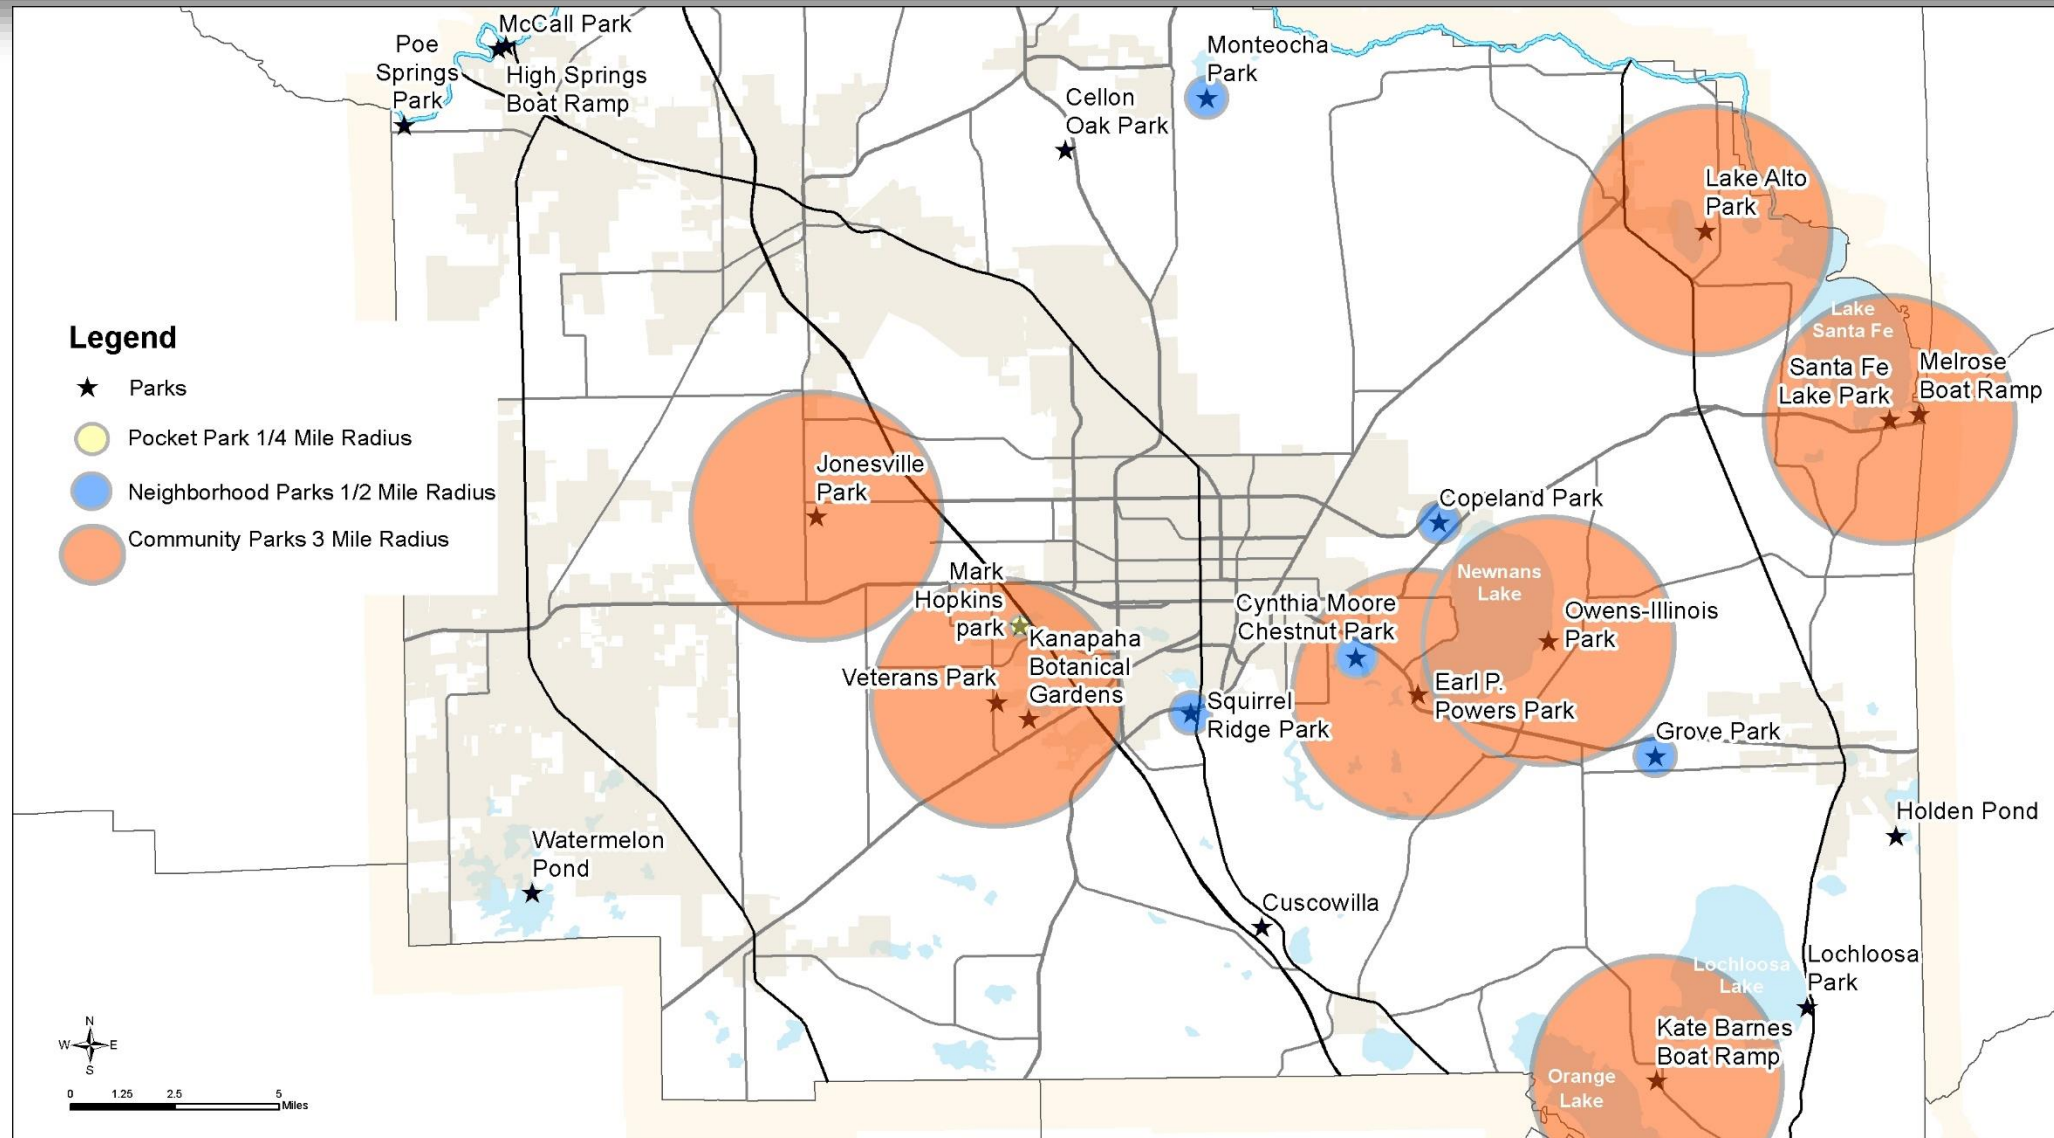 McCall Park
Poe
Springs
Park
High Springs
Boat Ramp
Monteocha
Park
Cellon
Oak Park
Lake Alto
Park
Legend
Parks
Pocket Park 1/4 Mile Radius
Neighborhood Parks 1/2 Mile Radius
Community Parks 3 Mile Radius
Lake
Santa Fe
Santa Fe
Lake Park
Melrose
Boat Ramp
Jonesville
Park
Copeland Park
Mark
Hopkins
park
Newnans
Lake
Cynthia Moore
Chestnut Park
Owens-Illinois
Park
Kanapaha
Botanical
Gardens
Veterans Park
Squirrel
Ridge Park
Earl P.
Powers Park
Grove Park
Holden Pond
Watermelon
Pond
Cuscowilla
Lochloosa
Lake
Lochloosa
Park
Kate Barnes
Boat Ramp
Orange
Lake
N
W
E
S
0 1.25 2.5 5
Miles